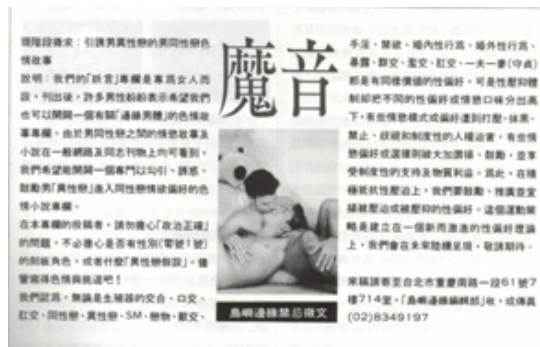 現階段徵求:引誘男異性戀的男同性戀色
情故事
說明:我們的「妖言」專欄是專為女人而
設,刊出後,許多男性紛紛表示希望我們
也可以開闢一個有關「邊緣男體」的色情故
事專欄。由於男同性戀之間的情慾故事及
小說在一般網路及同志刊物上均可看到,
我們希望能開闢一個專門以勾引、誘惑、
鼓勵男「異性戀」進入同性戀情慾偏好的色
情小說專欄。
在本專欄的投稿者,請勿擔心「政治正確」
的問題,不必擔心是否有性別(零號1號)
的刻板角色,或者什麼「異性戀假設」。儘
管寫得色情與我逗吧!
我們認為,無論是生殖器的交合、口交、
肛交、同性戀、異性戀、SM、戀物、獸交、
魔音
島嶼邊緣禁忌徵文
手淫、禁欲、婚內性行為、婚外性行為、
暴露、群交、濫交、肛交、一夫一妻(守貞)
都是有同樣價值的性偏好。可是性壓抑體
制卻把不同的性偏好或情慾口味分出高
下,有些情慾模式或偏好遭到打壓、抹黑、
禁止、歧視和制度性的人權迫害,有些情
慾偏好或選擇則被大加讚揚、鼓勵,並享
受制度性的支持及物質利益。為此,在積
極抵抗性壓迫上,我們要鼓勵、推廣並宣
揚被壓迫或被壓抑的性偏好。這個運動策
略是建立在一個新而激進的性偏好理論
上,我們會在未來陸續呈現,敬請期待。
來稿請寄至台北市重慶南路一段61號7
樓714室。「島嶼邊緣編輯部」收,或傳真
(02)8349197